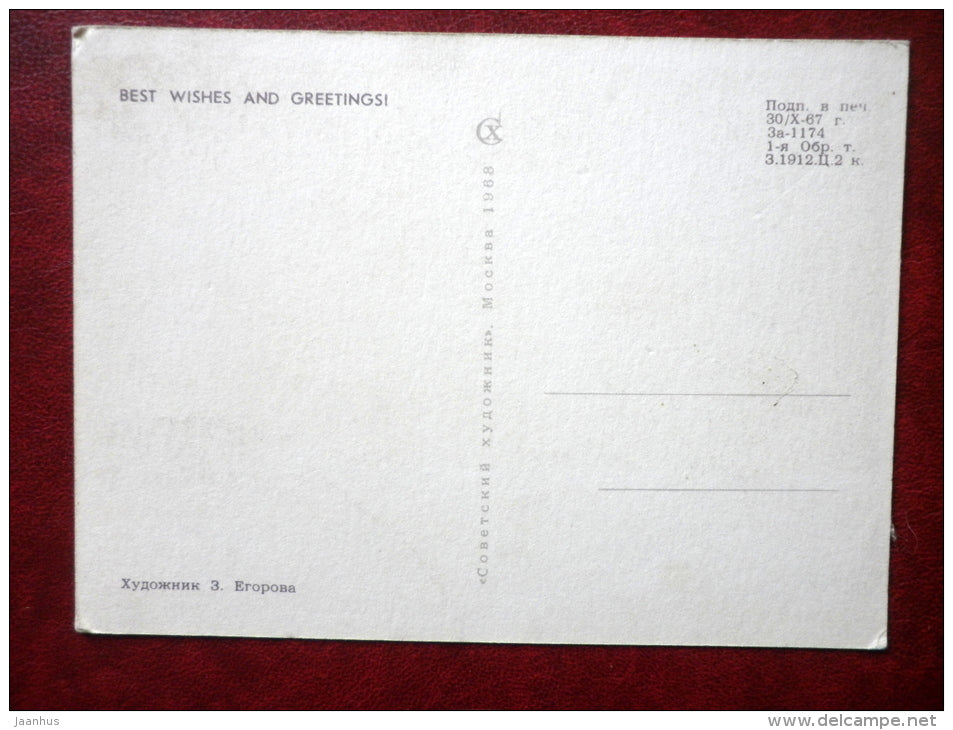 BEST WISHES AND GREETINGS!
СХ
Подп. в печ.
30/X-67 г.
За-1174
1-я Обр. т.
З.1912.Ц.2 к.
«Советский художник». Москва 1968
Художник З. Егорова
Jaanhus
www.delcampe.net